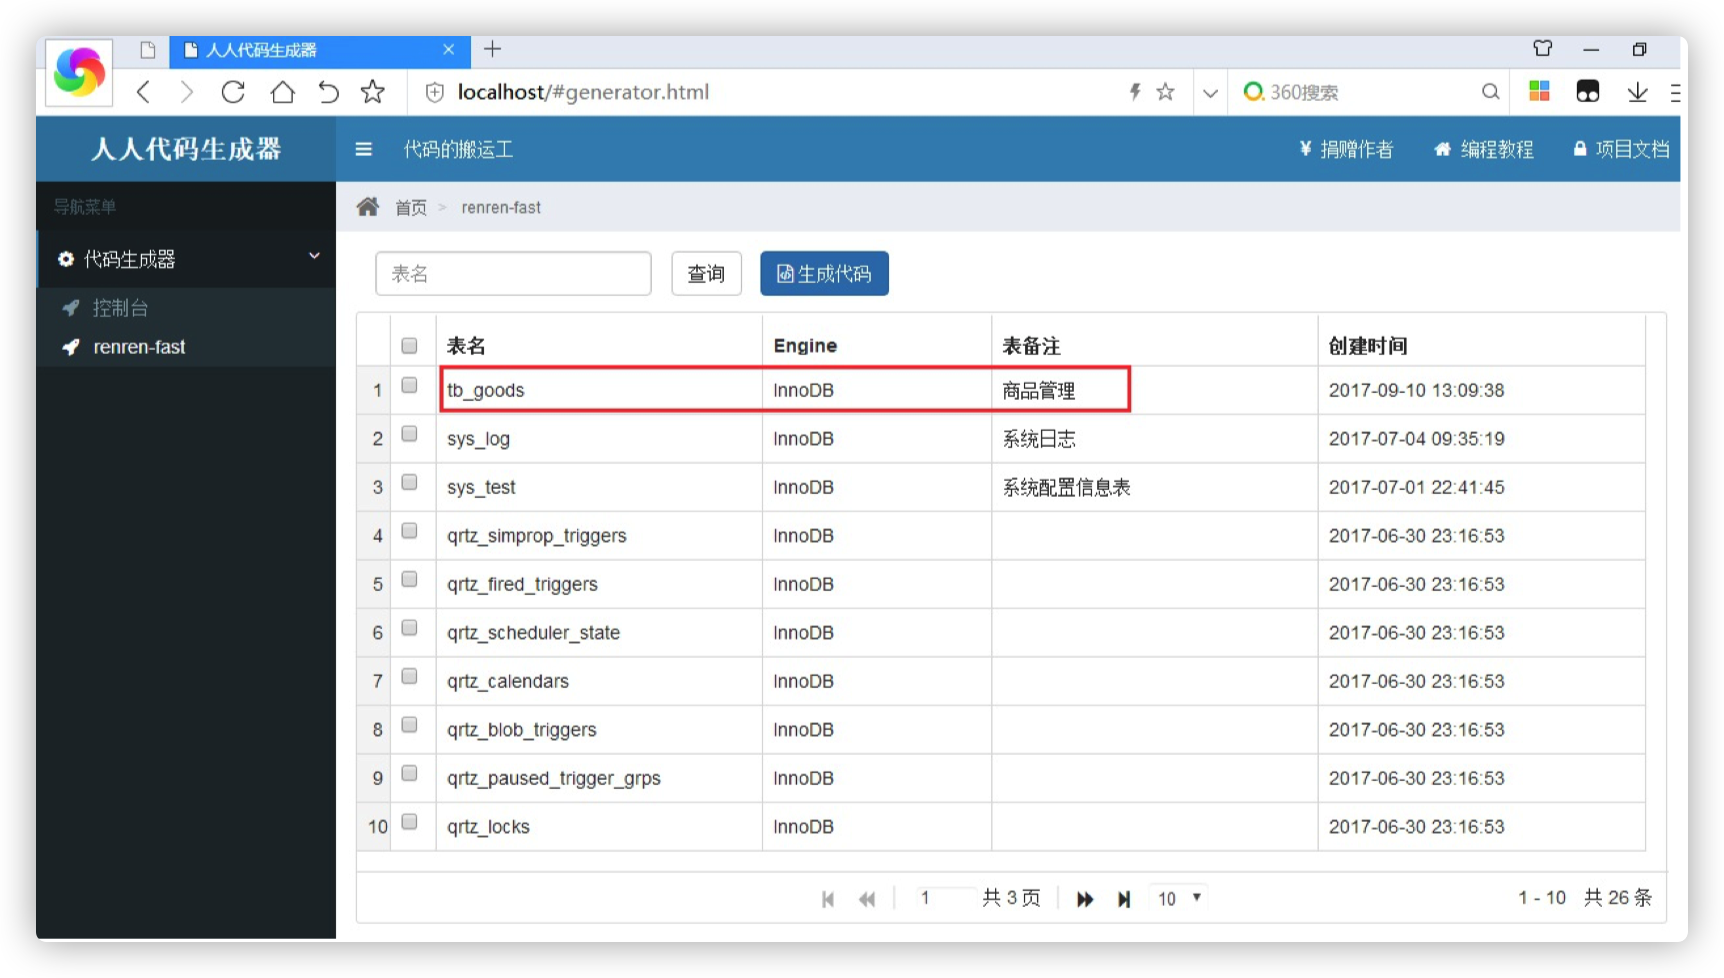 人人代码生成器
localhost/#generator.html
360搜索
人人代码生成器
代码的搬运工
捐赠作者
编程教程
项目文档
导航菜单
首页 > renren-fast
代码生成器
控制台
renren-fast
表名
查询
生成代码
表名 Engine 表备注 创建时间
1 tb_goods InnoDB 商品管理 2017-09-10 13:09:38
2 sys_log InnoDB 系统日志 2017-07-04 09:35:19
3 sys_test InnoDB 系统配置信息表 2017-07-01 22:41:45
4 qrtz_simprop_triggers InnoDB 2017-06-30 23:16:53
5 qrtz_fired_triggers InnoDB 2017-06-30 23:16:53
6 qrtz_scheduler_state InnoDB 2017-06-30 23:16:53
7 qrtz_calendars InnoDB 2017-06-30 23:16:53
8 qrtz_blob_triggers InnoDB 2017-06-30 23:16:53
9 qrtz_paused_trigger_grps InnoDB 2017-06-30 23:16:53
10 qrtz_locks InnoDB 2017-06-30 23:16:53
1 共 3 页 10 1 - 10 共 26 条